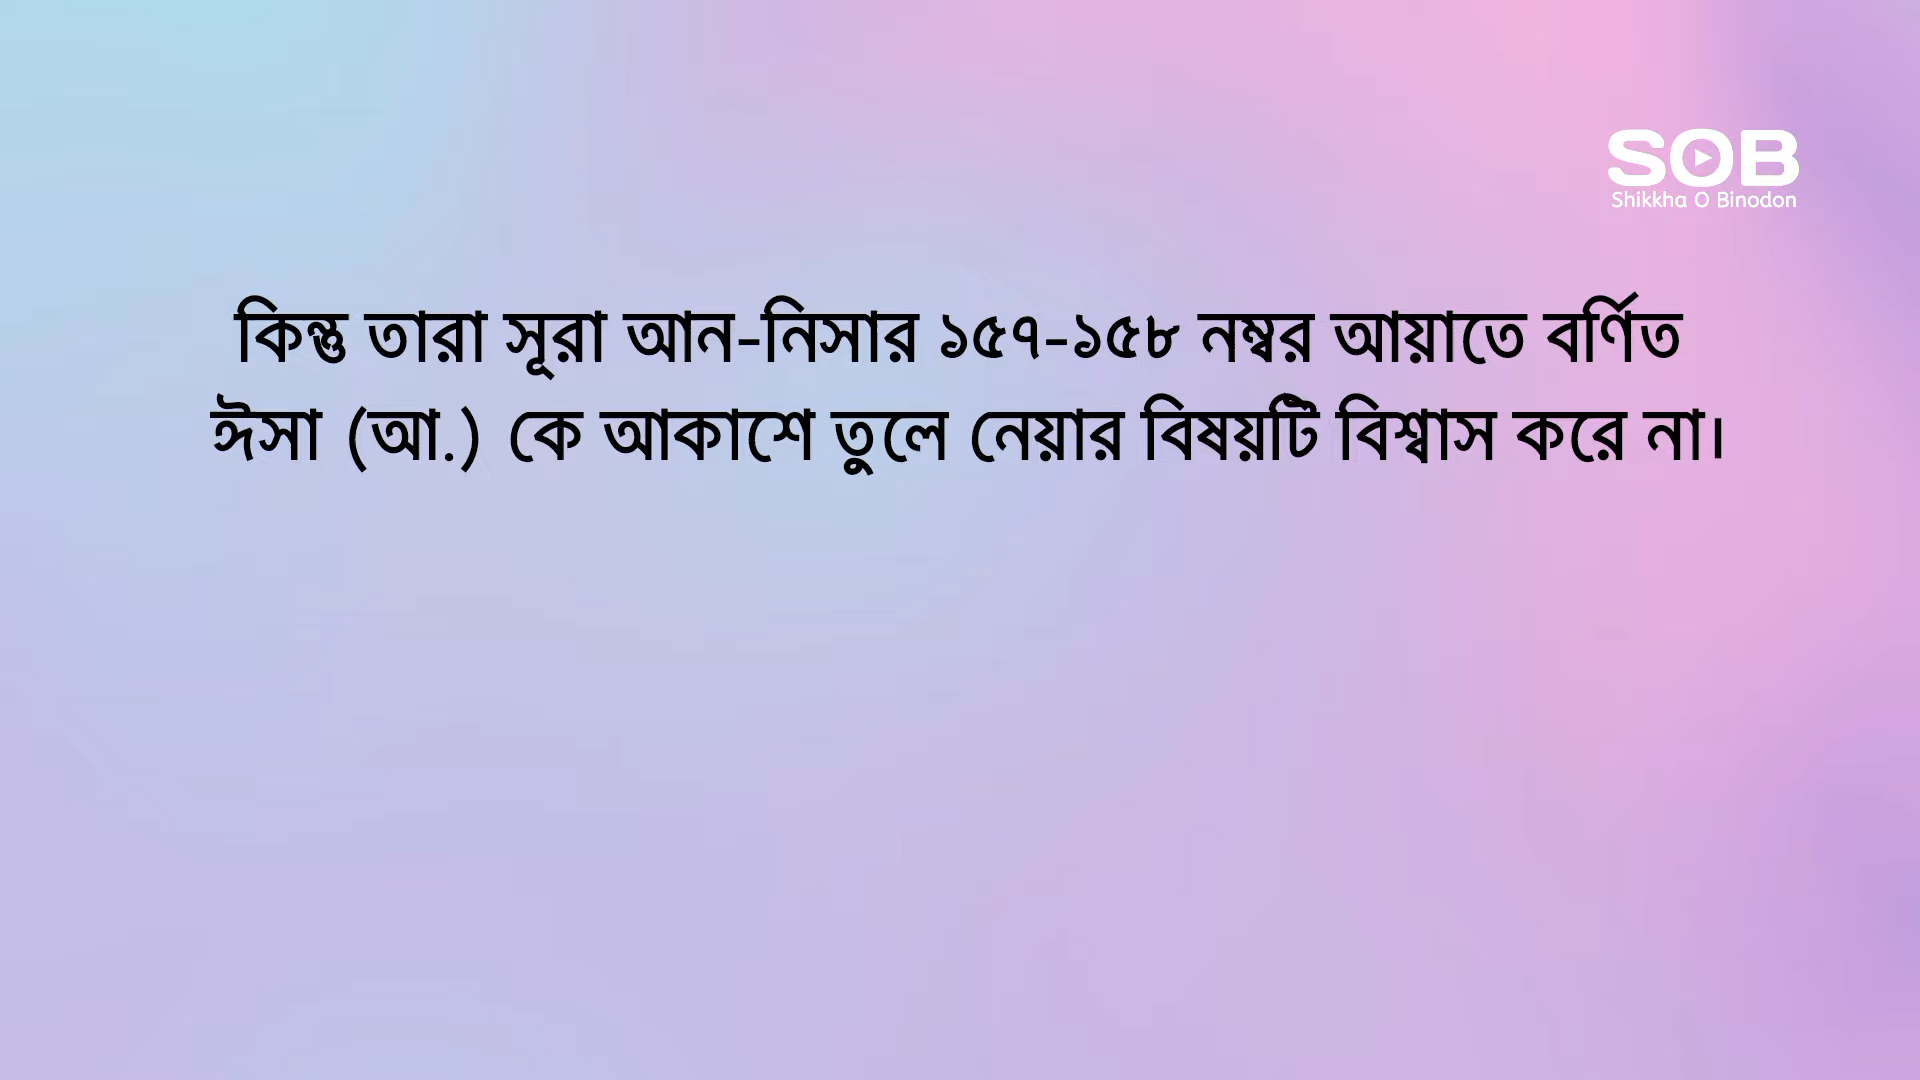 SOB
Shikkha O Binodon
কিন্তু তারা সূরা আন-নিসার ১৫৭-১৫৮ নম্বর আয়াতে বর্ণিত
ঈসা (আ.) কে আকাশে তুলে নেয়ার বিষয়টি বিশ্বাস করে না।